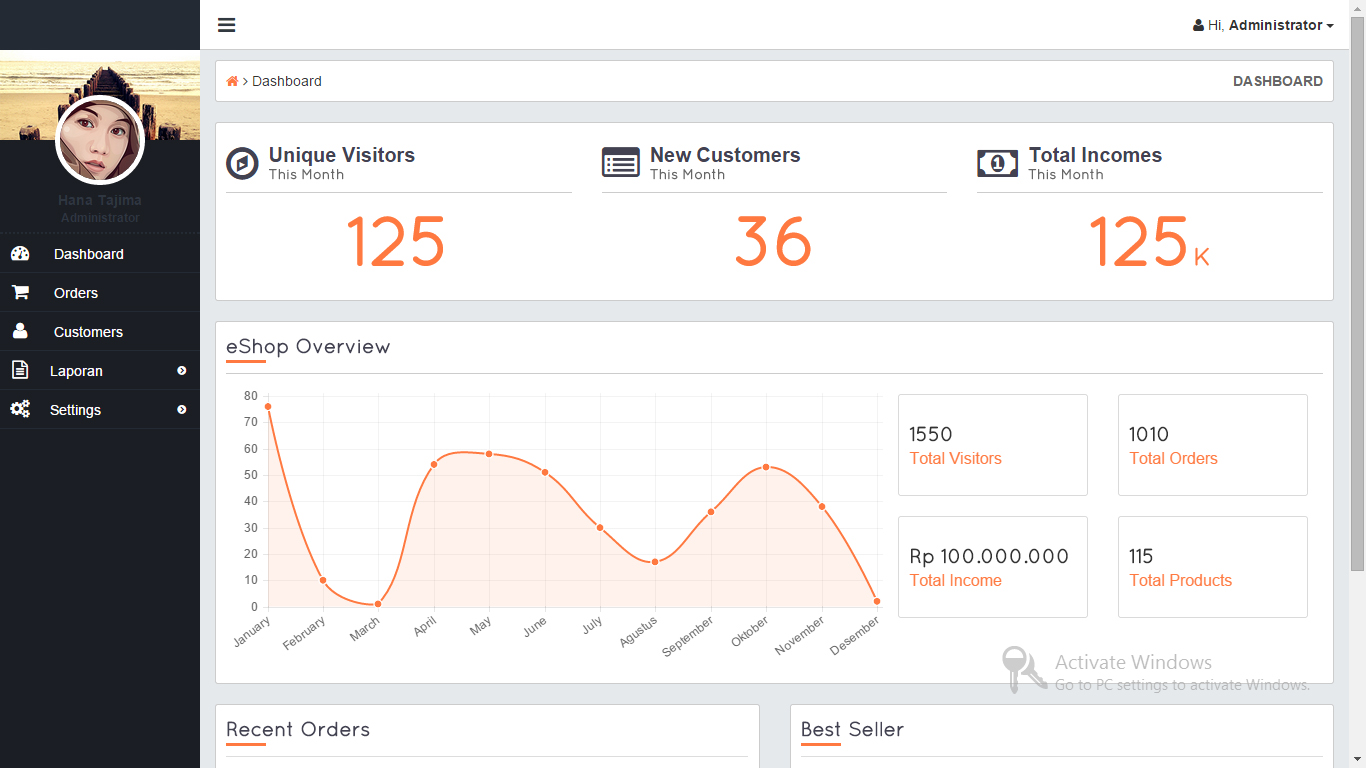 Hi, Administrator
Dashboard
DASHBOARD
Hana Tajima
Administrator
Dashboard
Orders
Customers
Laporan
Settings
Unique Visitors
This Month
125
New Customers
This Month
36
Total Incomes
This Month
125 K
eShop Overview
80
70
60
50
40
30
20
10
0
January
February
March
April
May
June
July
Agustus
September
Oktober
November
Desember
1550
Total Visitors
1010
Total Orders
Rp 100.000.000
Total Income
115
Total Products
Activate Windows
Go to PC settings to activate Windows.
Recent Orders
Best Seller